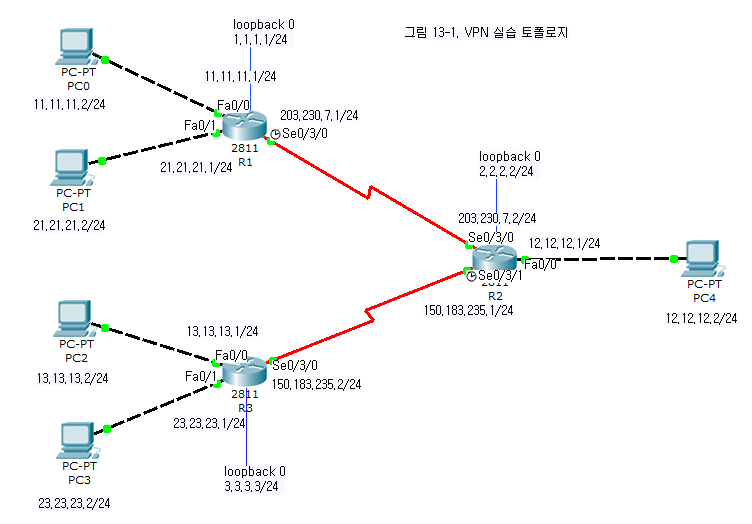 loopback 0
1.1.1.1/24
그림 13-1. VPN 실습 토폴로지
PC-PT
PC0
11.11.11.2/24
11.11.11.1/24
Fa0/0
203.230.7.1/24
Fa0/1
Se0/3/0
2811
R1
PC-PT
PC1
21.21.21.1/24
21.21.21.2/24
loopback 0
2.2.2.2/24
203.230.7.2/24
Se0/3/0
12.12.12.1/24
Fa0/0
Se0/3/1
2811
R2
PC-PT
PC4
150.183.235.1/24
12.12.12.2/24
13.13.13.1/24
PC-PT
PC2
13.13.13.2/24
Fa0/0
Fa0/1
Se0/3/0
150.183.235.2/24
2811
R3
23.23.23.1/24
PC-PT
PC3
23.23.23.2/24
loopback 0
3.3.3.3/24